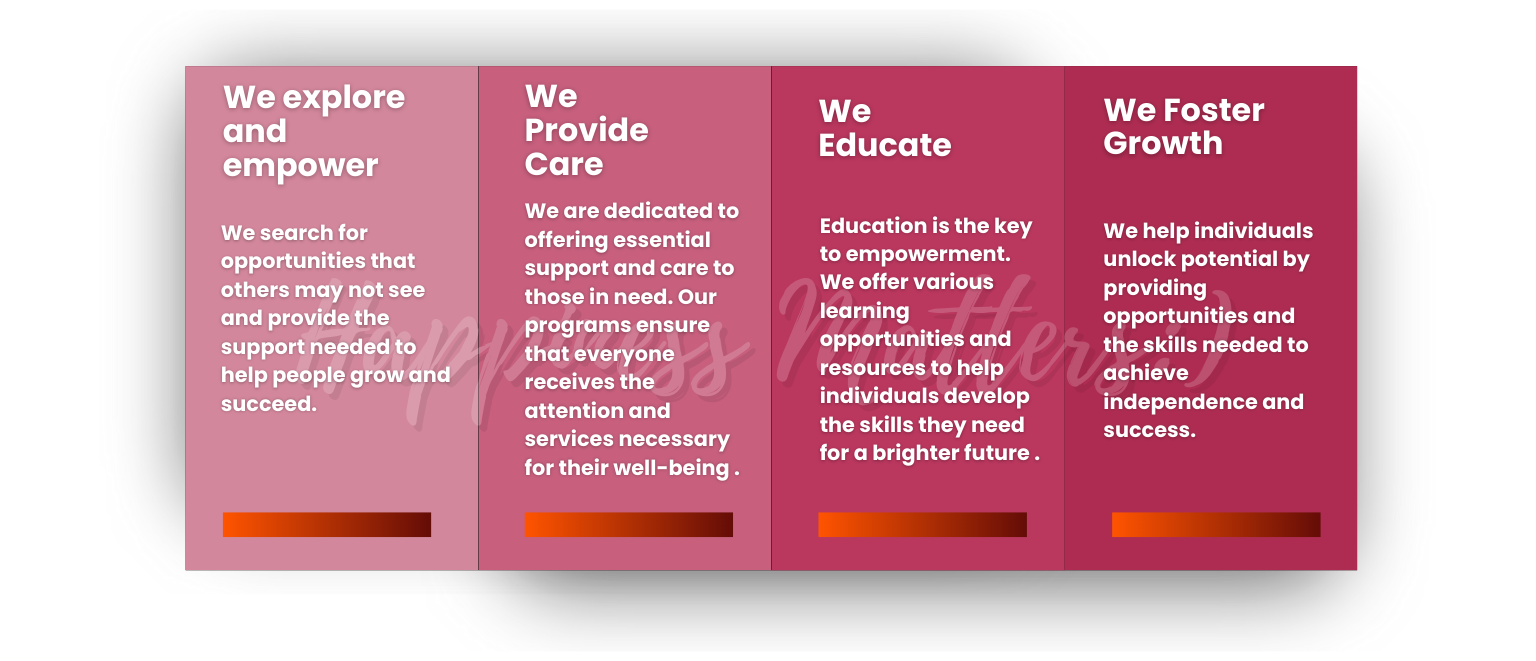 We explore
and
empower
We search for
opportunities that
others may not see
and provide the
support needed to
help people grow and
succeed.
We
Provide
Care
We are dedicated to
offering essential
support and care to
those in need. Our
programs ensure
that everyone
receives the
attention and
services necessary
for their well-being .
We
Educate
Education is the key
to empowerment.
We offer various
learning
opportunities and
resources to help
individuals develop
the skills they need
for a brighter future .
We Foster
Growth
We help individuals
unlock potential by
providing
opportunities and
the skills needed to
achieve
independence and
success.
Happiness Matters:)